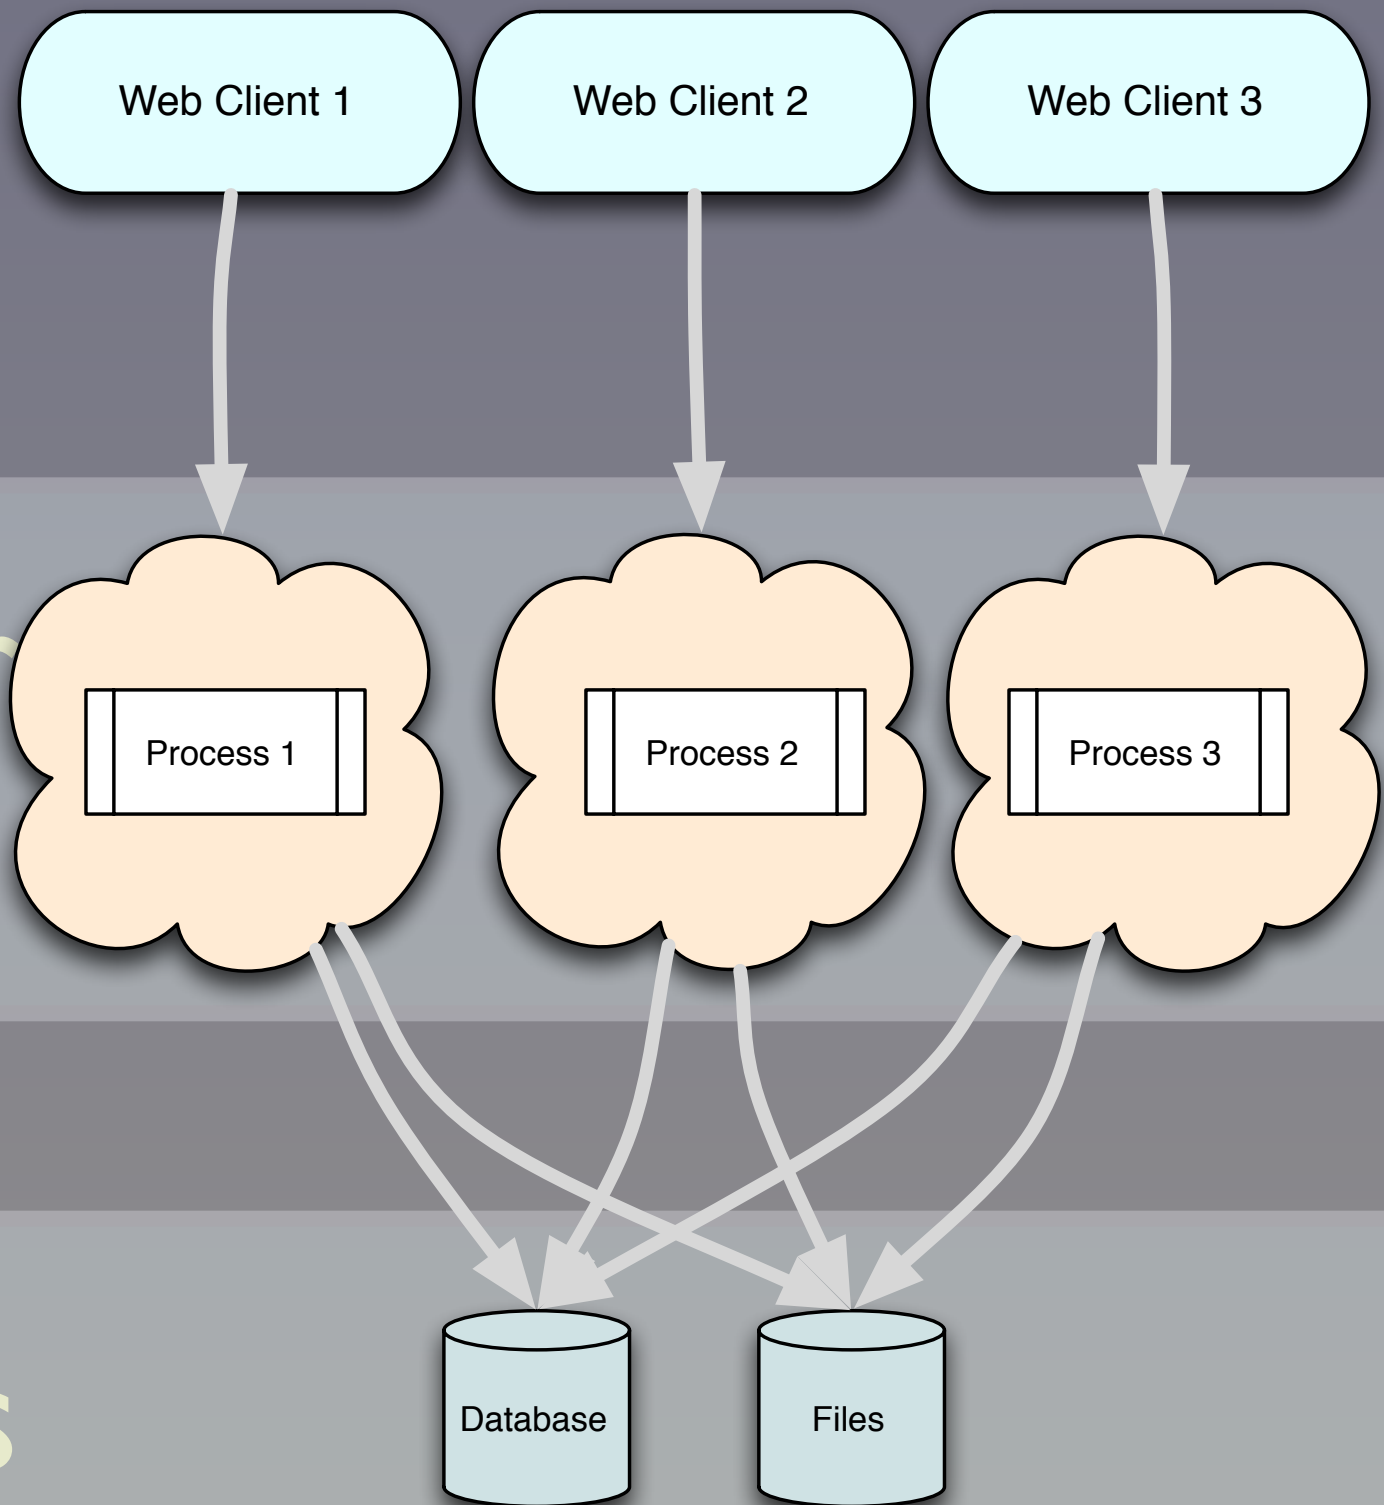 Web Client 1
Web Client 2
Web Client 3
Process 1
Process 2
Process 3
Database
Files
s